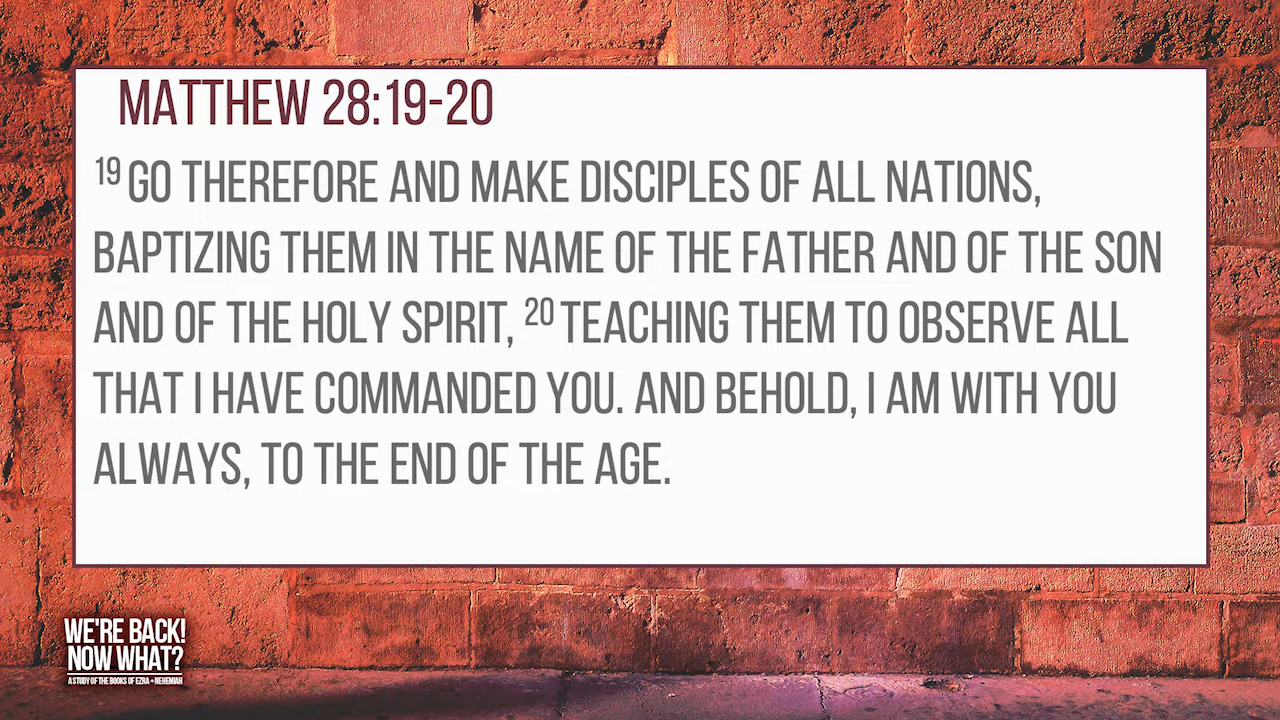 MATTHEW 28:19-20
19 GO THEREFORE AND MAKE DISCIPLES OF ALL NATIONS,
BAPTIZING THEM IN THE NAME OF THE FATHER AND OF THE SON
AND OF THE HOLY SPIRIT, 20 TEACHING THEM TO OBSERVE ALL
THAT I HAVE COMMANDED YOU. AND BEHOLD, I AM WITH YOU
ALWAYS, TO THE END OF THE AGE.
WE'RE BACK!
NOW WHAT?
A STUDY OF THE BOOKS OF EZRA + NEHEMIAH